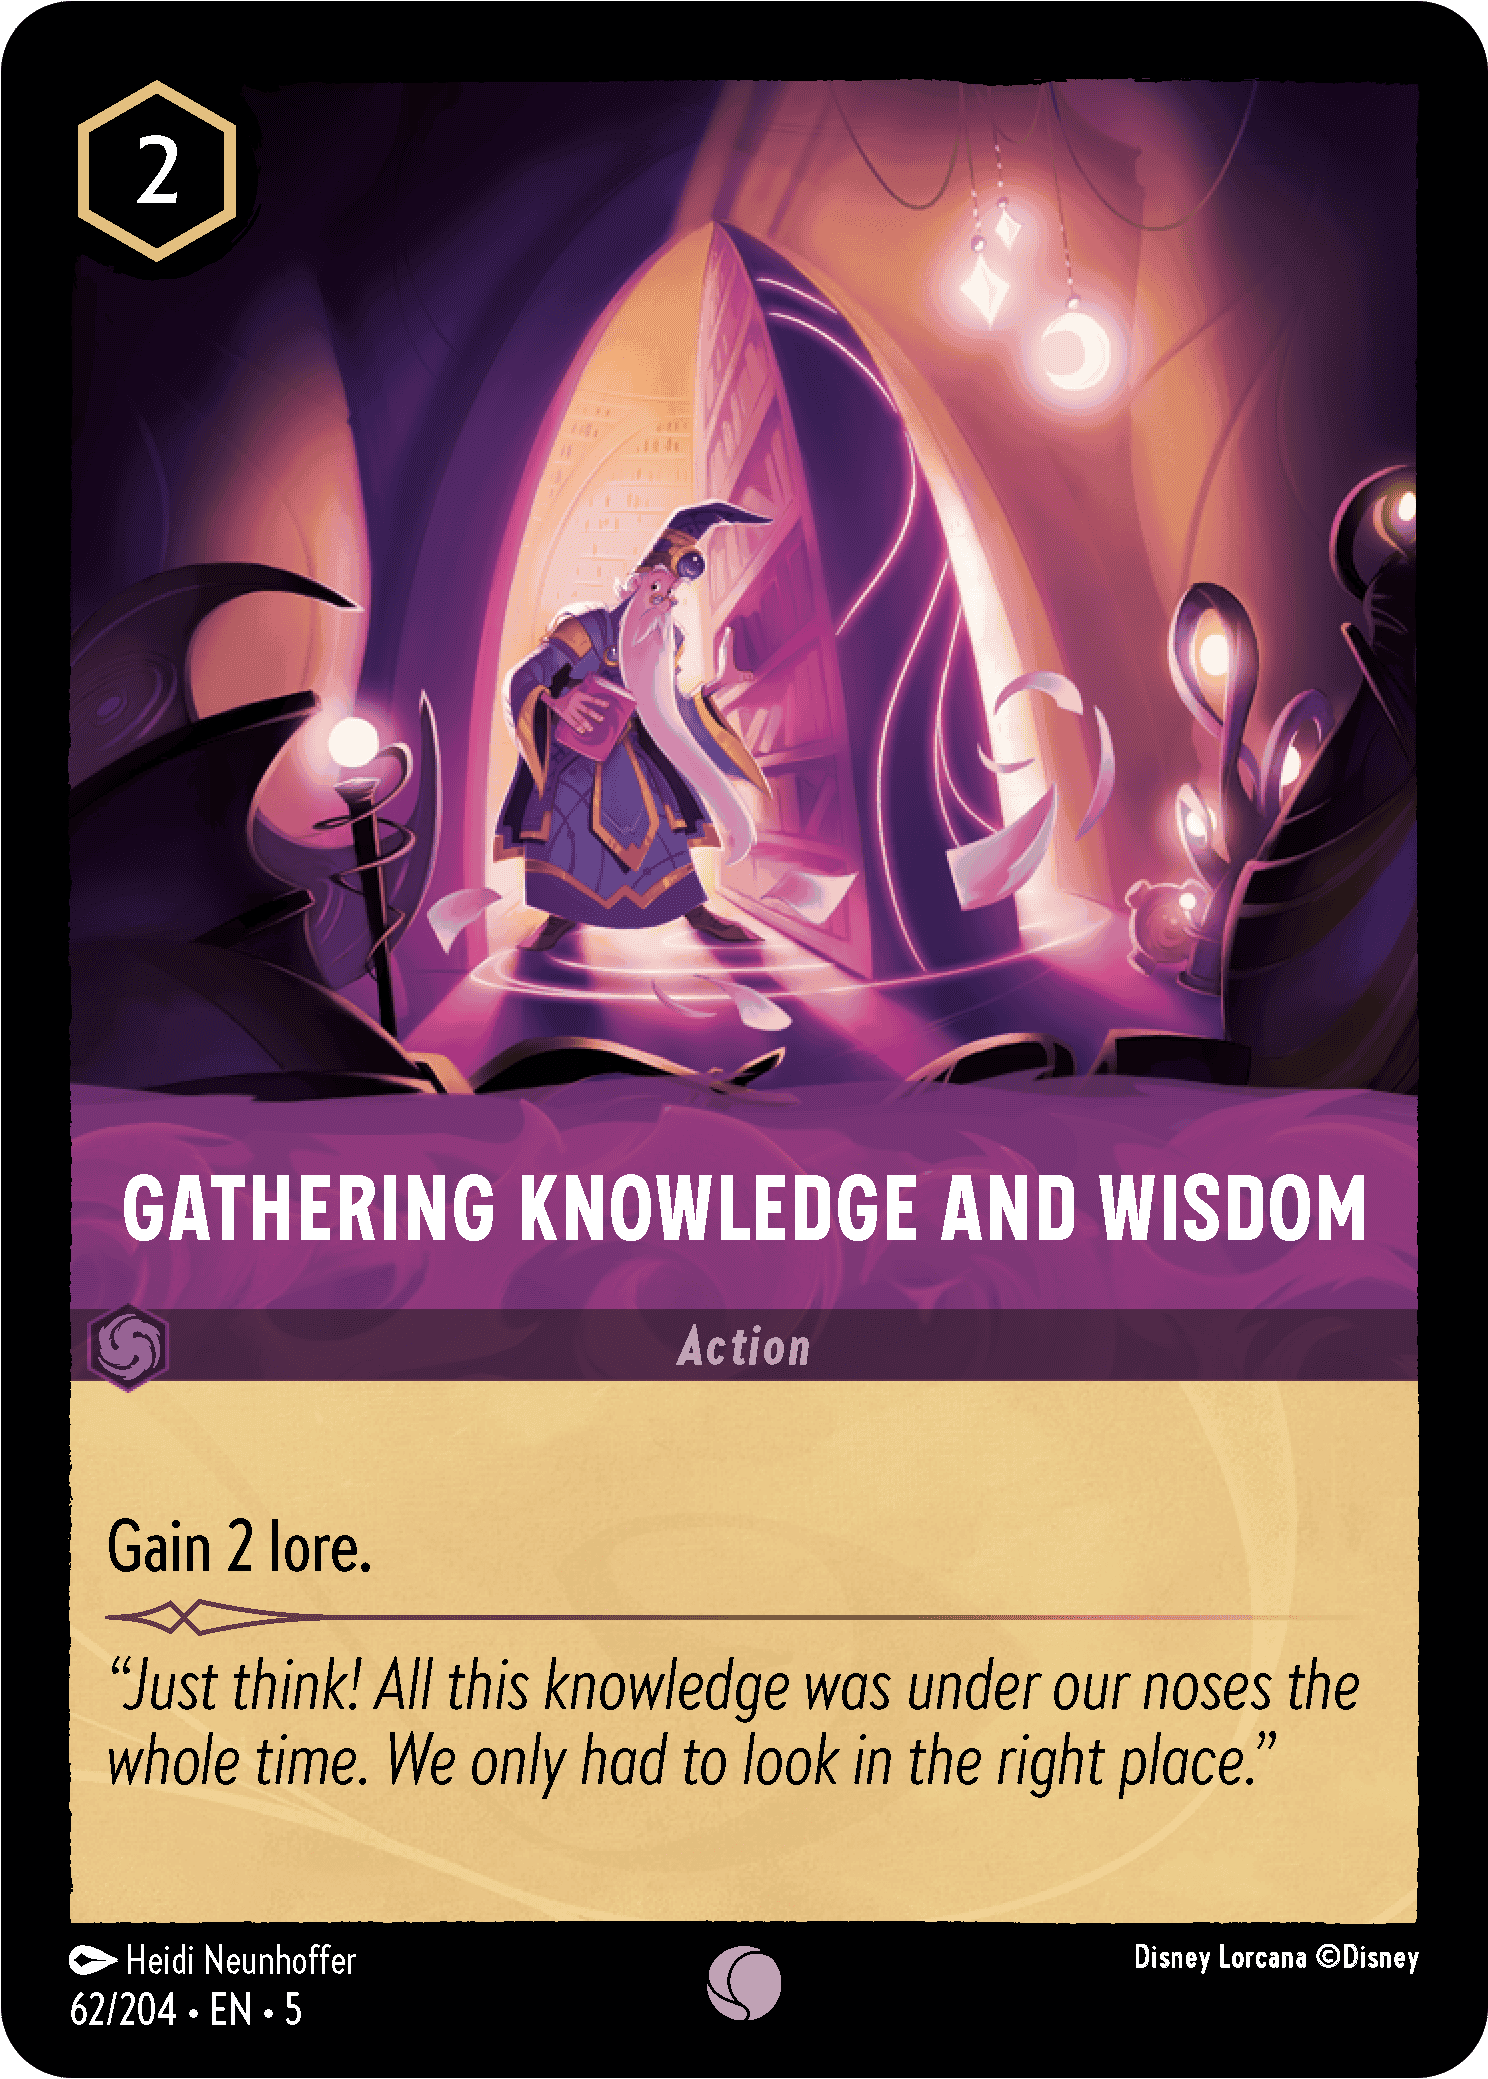 2
GATHERING KNOWLEDGE AND WISDOM
Action
Gain 2 lore.
“Just think! All this knowledge was under our noses the
whole time. We only had to look in the right place.”
Heidi Neunhoffer
Disney Lorcana ©Disney
62/204 • EN • 5